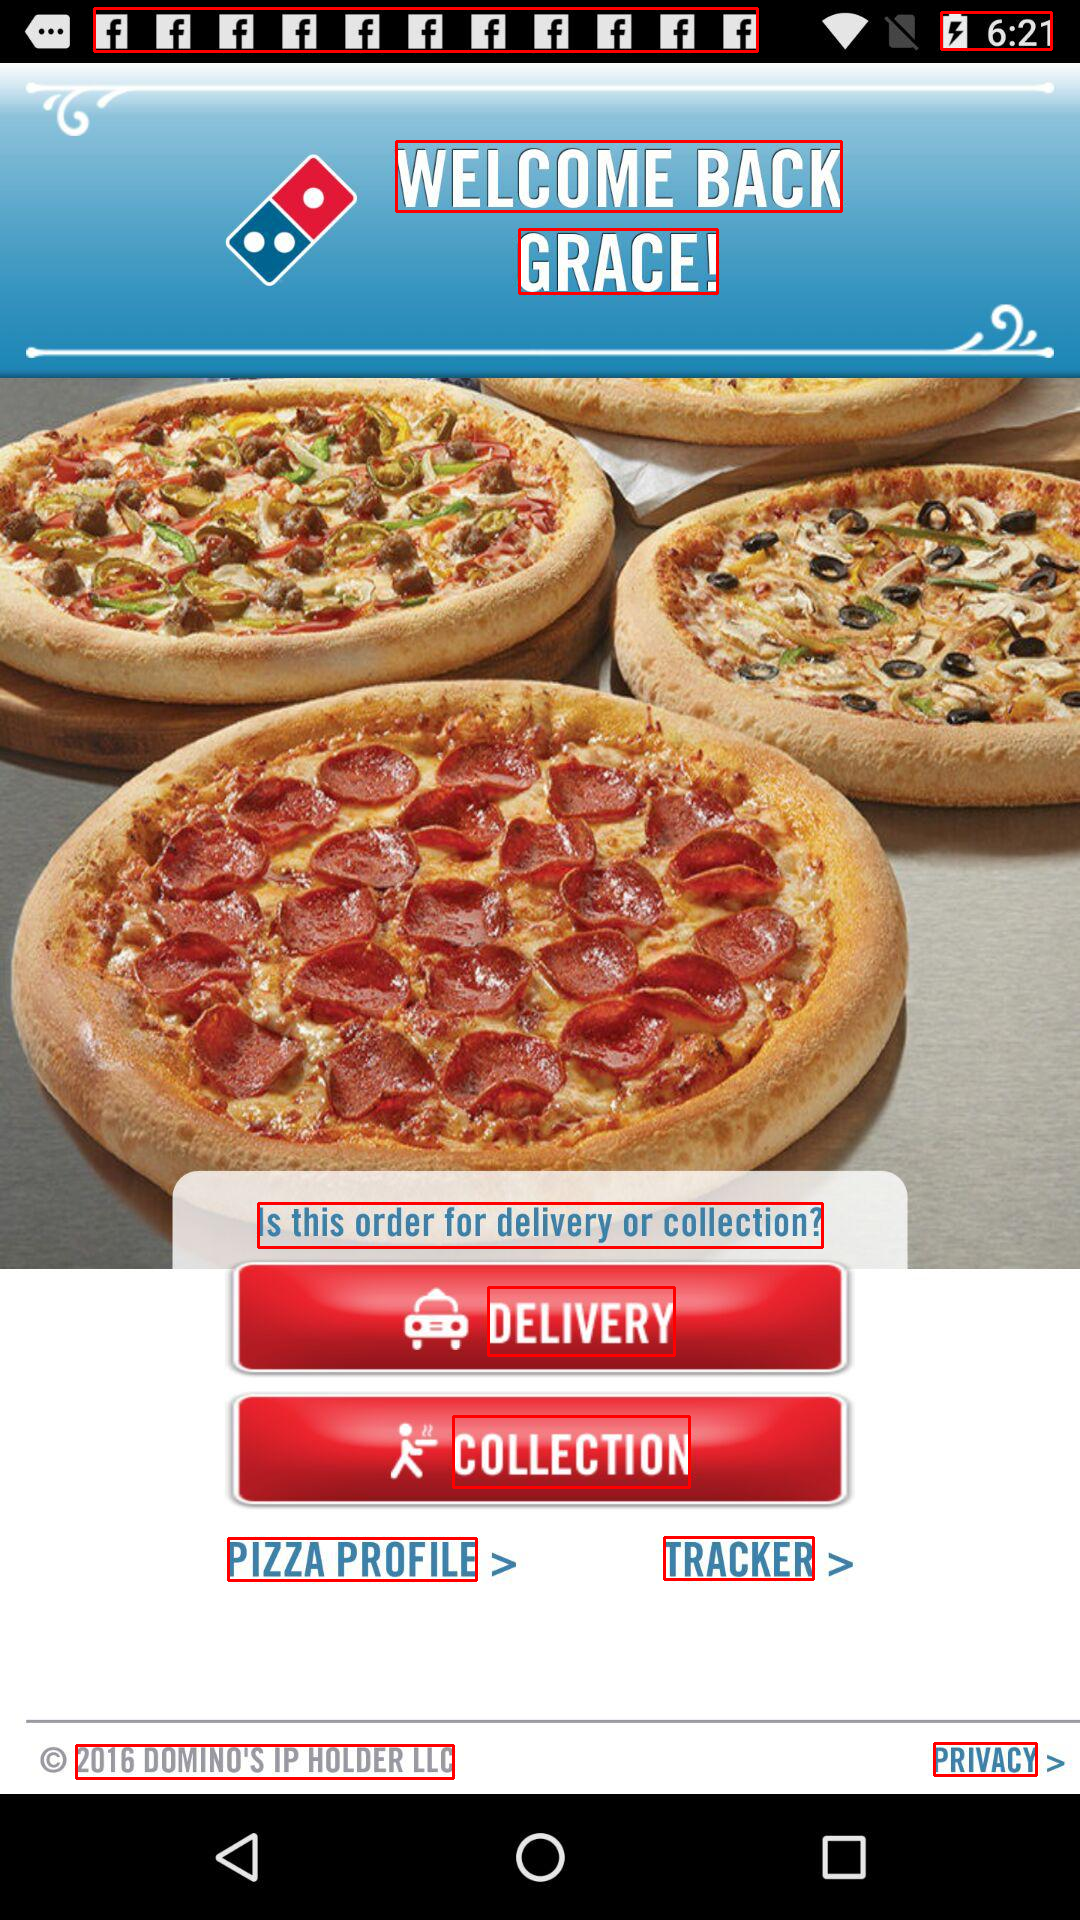 6:21
WELCOME BACK
GRACE!
Is this order for delivery or collection?
DELIVERY
COLLECTION
PIZZA PROFILE > TRACKER >
© 2016 DOMINO'S IP HOLDER LLC PRIVACY >